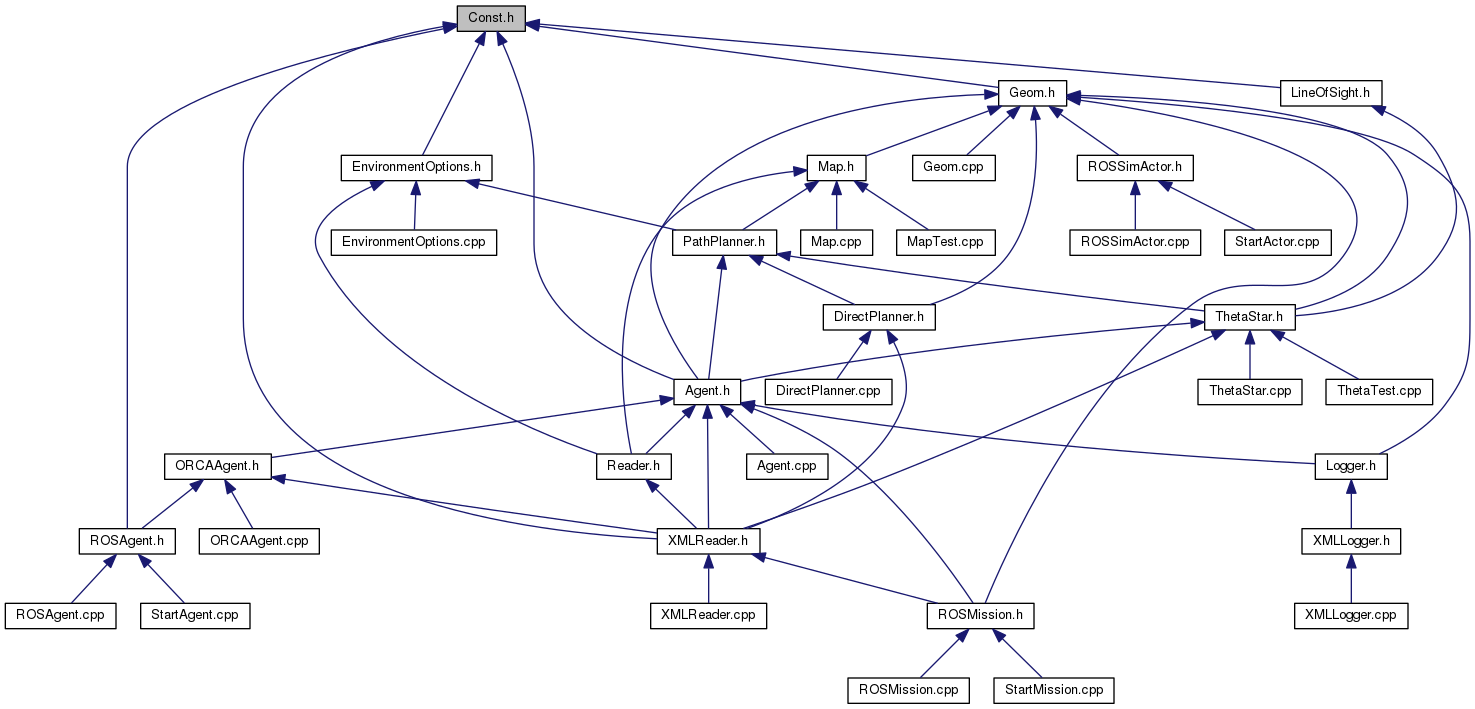 Const.h
Geom.h
LineOfSight.h
EnvironmentOptions.h
Map.h
Geom.cpp
ROSSimActor.h
EnvironmentOptions.cpp
PathPlanner.h
Map.cpp
MapTest.cpp
ROSSimActor.cpp
StartActor.cpp
DirectPlanner.h
ThetaStar.h
Agent.h
DirectPlanner.cpp
ThetaStar.cpp
ThetaTest.cpp
ORCAAgent.h
Reader.h
Agent.cpp
Logger.h
ROSAgent.h
ORCAAgent.cpp
XMLReader.h
XMLLogger.h
ROSAgent.cpp
StartAgent.cpp
XMLReader.cpp
ROSMission.h
XMLLogger.cpp
ROSMission.cpp
StartMission.cpp